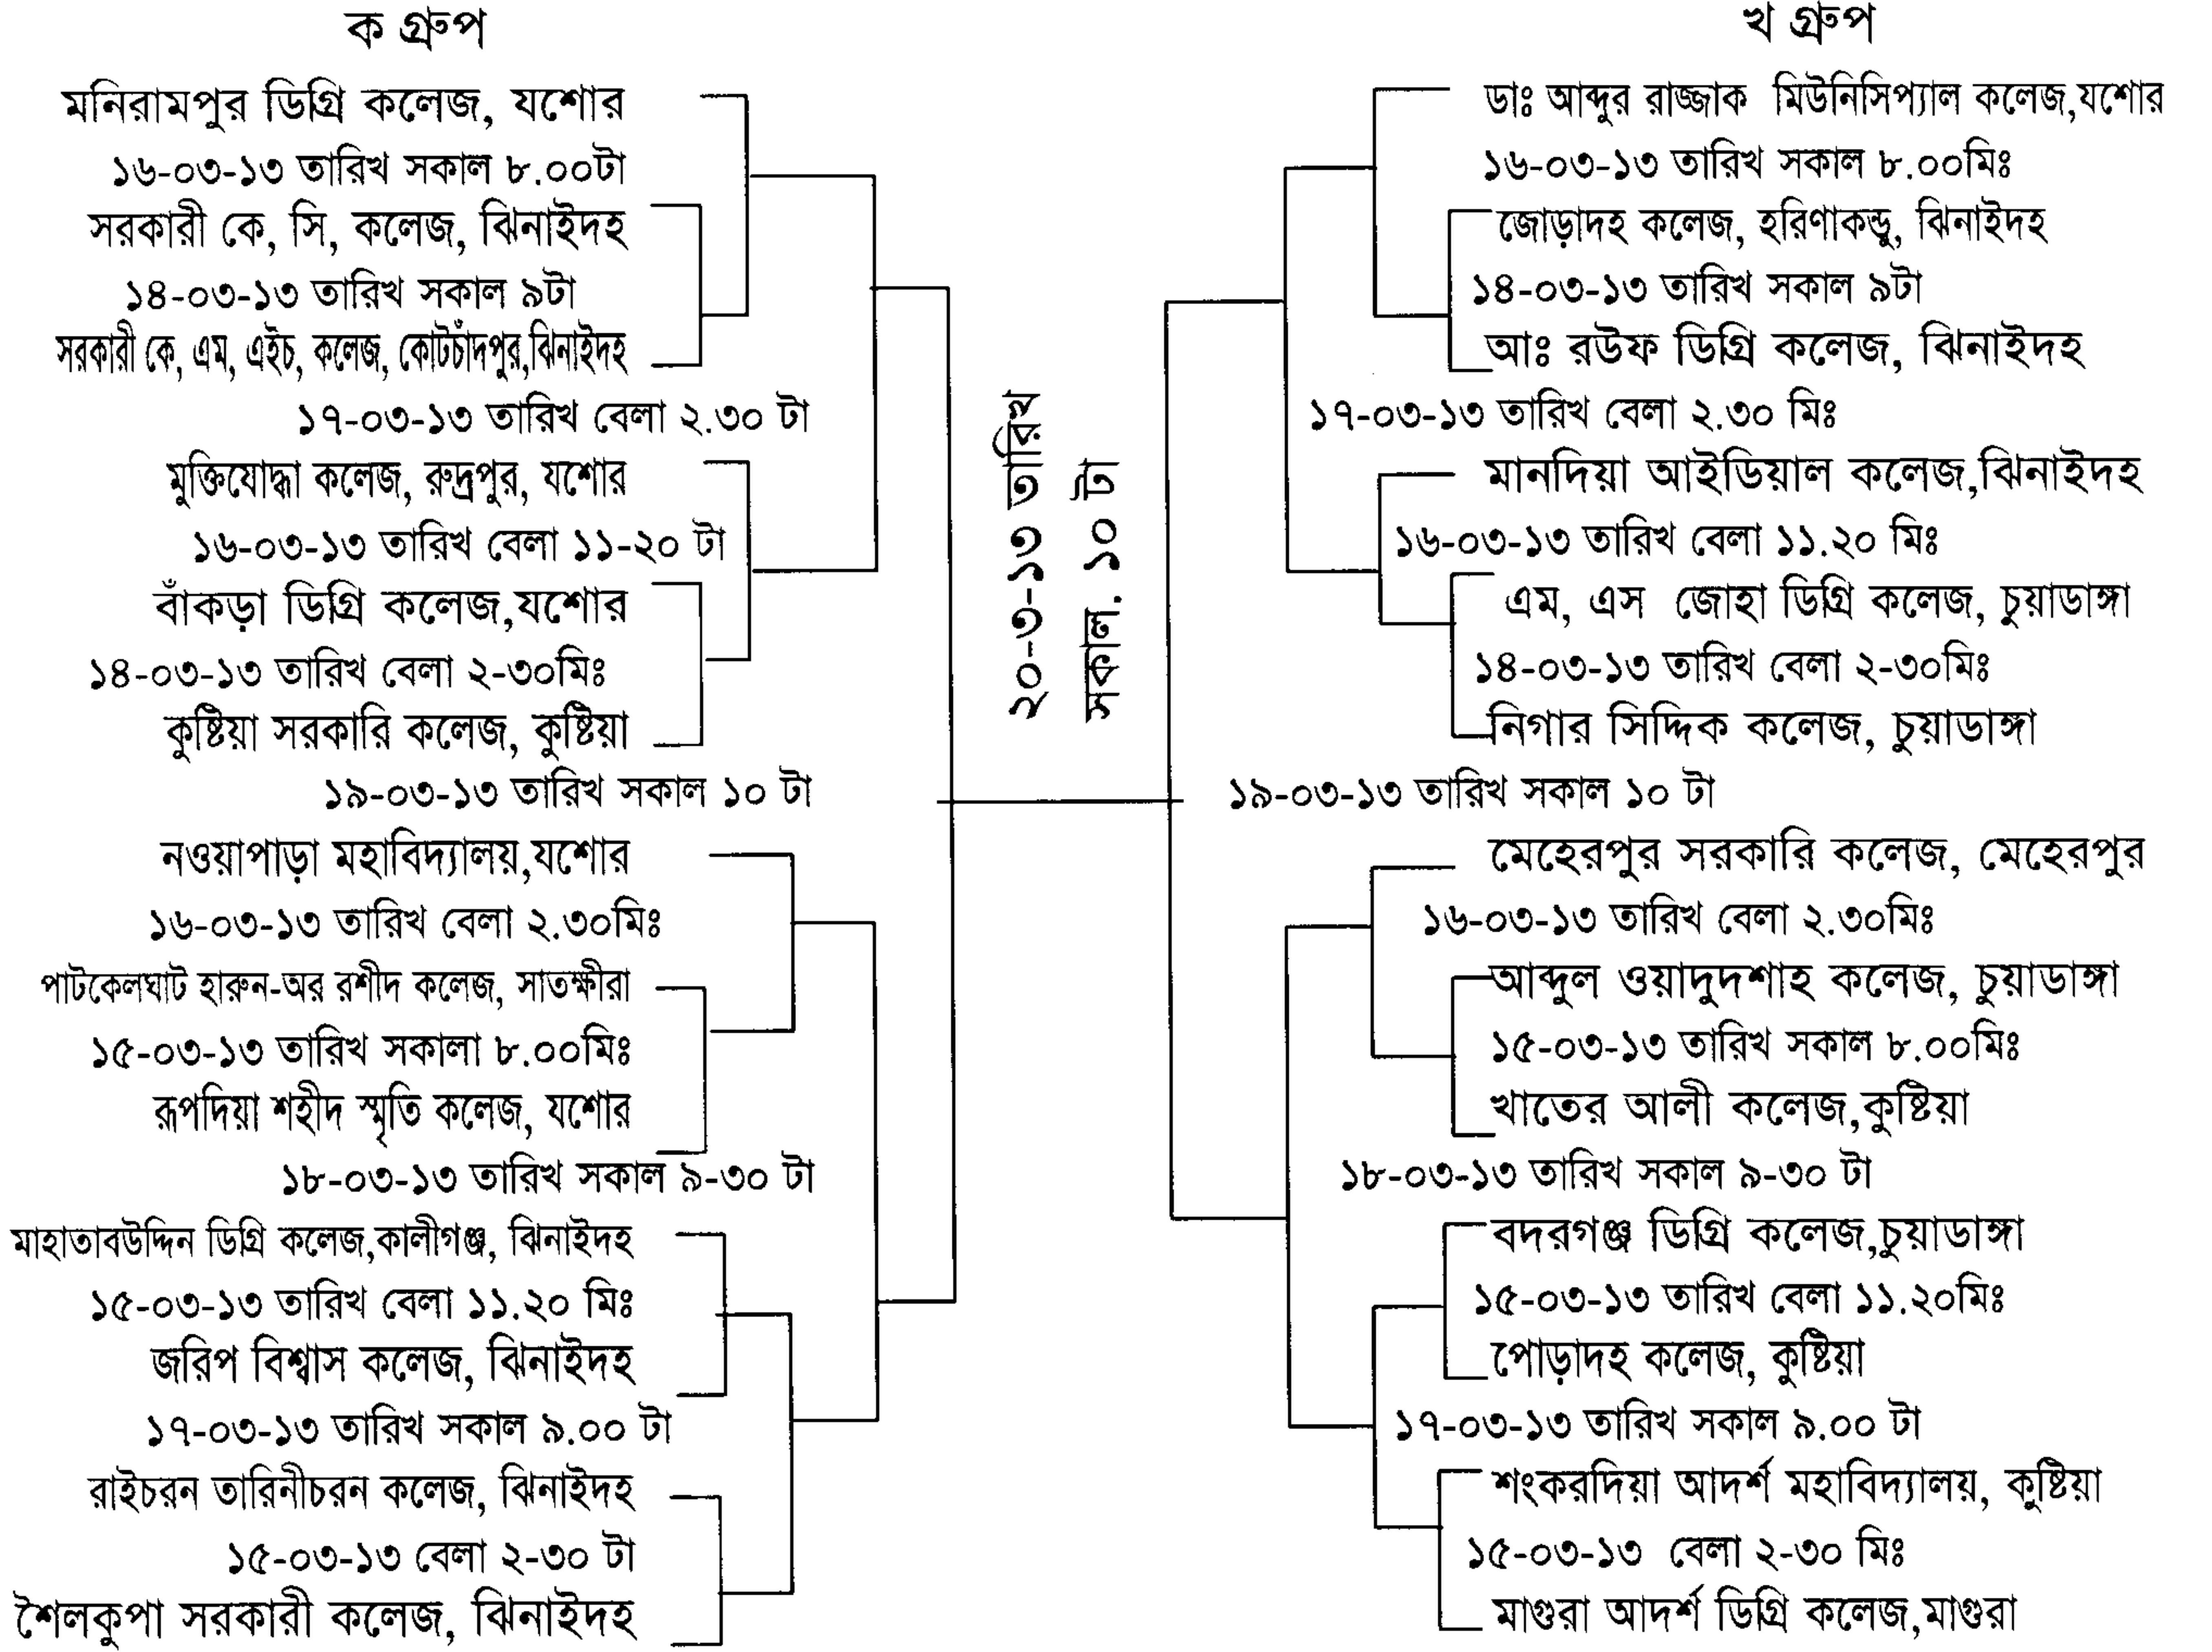 ক গ্রুপ
মনিরামপুর ডিগ্রি কলেজ, যশোর
১৬-০৩-১৩ তারিখ সকাল ৮.০০টা
সরকারী কে, সি, কলেজ, ঝিনাইদহ
১৪-০৩-১৩ তারিখ সকাল ৯টা
সরকারী কে, এম, এইচ, কলেজ, কোটচাঁদপুর,ঝিনাইদহ
১৭-০৩-১৩ তারিখ বেলা ২.৩০ টা
মুক্তিযোদ্ধা কলেজ, রুদ্রপুর, যশোর
১৬-০৩-১৩ তারিখ বেলা ১১-২০ টা
বাঁকড়া ডিগ্রি কলেজ,যশোর
১৪-০৩-১৩ তারিখ বেলা ২-৩০মিঃ
কুষ্টিয়া সরকারি কলেজ, কুষ্টিয়া
১৯-০৩-১৩ তারিখ সকাল ১০ টা
নওয়াপাড়া মহাবিদ্যালয়,যশোর
১৬-০৩-১৩ তারিখ বেলা ২.৩০মিঃ
পাটকেলঘাট হারুন-অর রশীদ কলেজ, সাতক্ষীরা
১৫-০৩-১৩ তারিখ সকালা ৮.০০মিঃ
রূপদিয়া শহীদ স্মৃতি কলেজ, যশোর
১৮-০৩-১৩ তারিখ সকাল ৯-৩০ টা
মাহাতাবউদ্দিন ডিগ্রি কলেজ,কালীগঞ্জ, ঝিনাইদহ
১৫-০৩-১৩ তারিখ বেলা ১১.২০ মিঃ
জরিপ বিশ্বাস কলেজ, ঝিনাইদহ
১৭-০৩-১৩ তারিখ সকাল ৯.০০ টা
রাইচরন তারিনীচরন কলেজ, ঝিনাইদহ
১৫-০৩-১৩ বেলা ২-৩০ টা
শৈলকুপা সরকারী কলেজ, ঝিনাইদহ
২০-৩-১৩ তারিখ
সকাল. ১০ টা
খ গ্রুপ
ডাঃ আব্দুর রাজ্জাক মিউনিসিপ্যাল কলেজ,যশোর
১৬-০৩-১৩ তারিখ সকাল ৮.০০মিঃ
জোড়াদহ কলেজ, হরিণাকন্ডু, ঝিনাইদহ
১৪-০৩-১৩ তারিখ সকাল ৯টা
আঃ রউফ ডিগ্রি কলেজ, ঝিনাইদহ
১৭-০৩-১৩ তারিখ বেলা ২.৩০ মিঃ
মানদিয়া আইডিয়াল কলেজ,ঝিনাইদহ
১৬-০৩-১৩ তারিখ বেলা ১১.২০ মিঃ
এম, এস জোহা ডিগ্রি কলেজ, চুয়াডাঙ্গা
১৪-০৩-১৩ তারিখ বেলা ২-৩০মিঃ
নিগার সিদ্দিক কলেজ, চুয়াডাঙ্গা
১৯-০৩-১৩ তারিখ সকাল ১০ টা
মেহেরপুর সরকারি কলেজ, মেহেরপুর
১৬-০৩-১৩ তারিখ বেলা ২.৩০মিঃ
আব্দুল ওয়াদুদশাহ কলেজ, চুয়াডাঙ্গা
১৫-০৩-১৩ তারিখ সকাল ৮.০০মিঃ
খাতের আলী কলেজ,কুষ্টিয়া
১৮-০৩-১৩ তারিখ সকাল ৯-৩০ টা
বদরগঞ্জ ডিগ্রি কলেজ,চুয়াডাঙ্গা
১৫-০৩-১৩ তারিখ বেলা ১১.২০মিঃ
পোড়াদহ কলেজ, কুষ্টিয়া
১৭-০৩-১৩ তারিখ সকাল ৯.০০ টা
শংকরদিয়া আদর্শ মহাবিদ্যালয়, কুষ্টিয়া
১৫-০৩-১৩ বেলা ২-৩০ মিঃ
মাগুরা আদর্শ ডিগ্রি কলেজ,মাগুরা